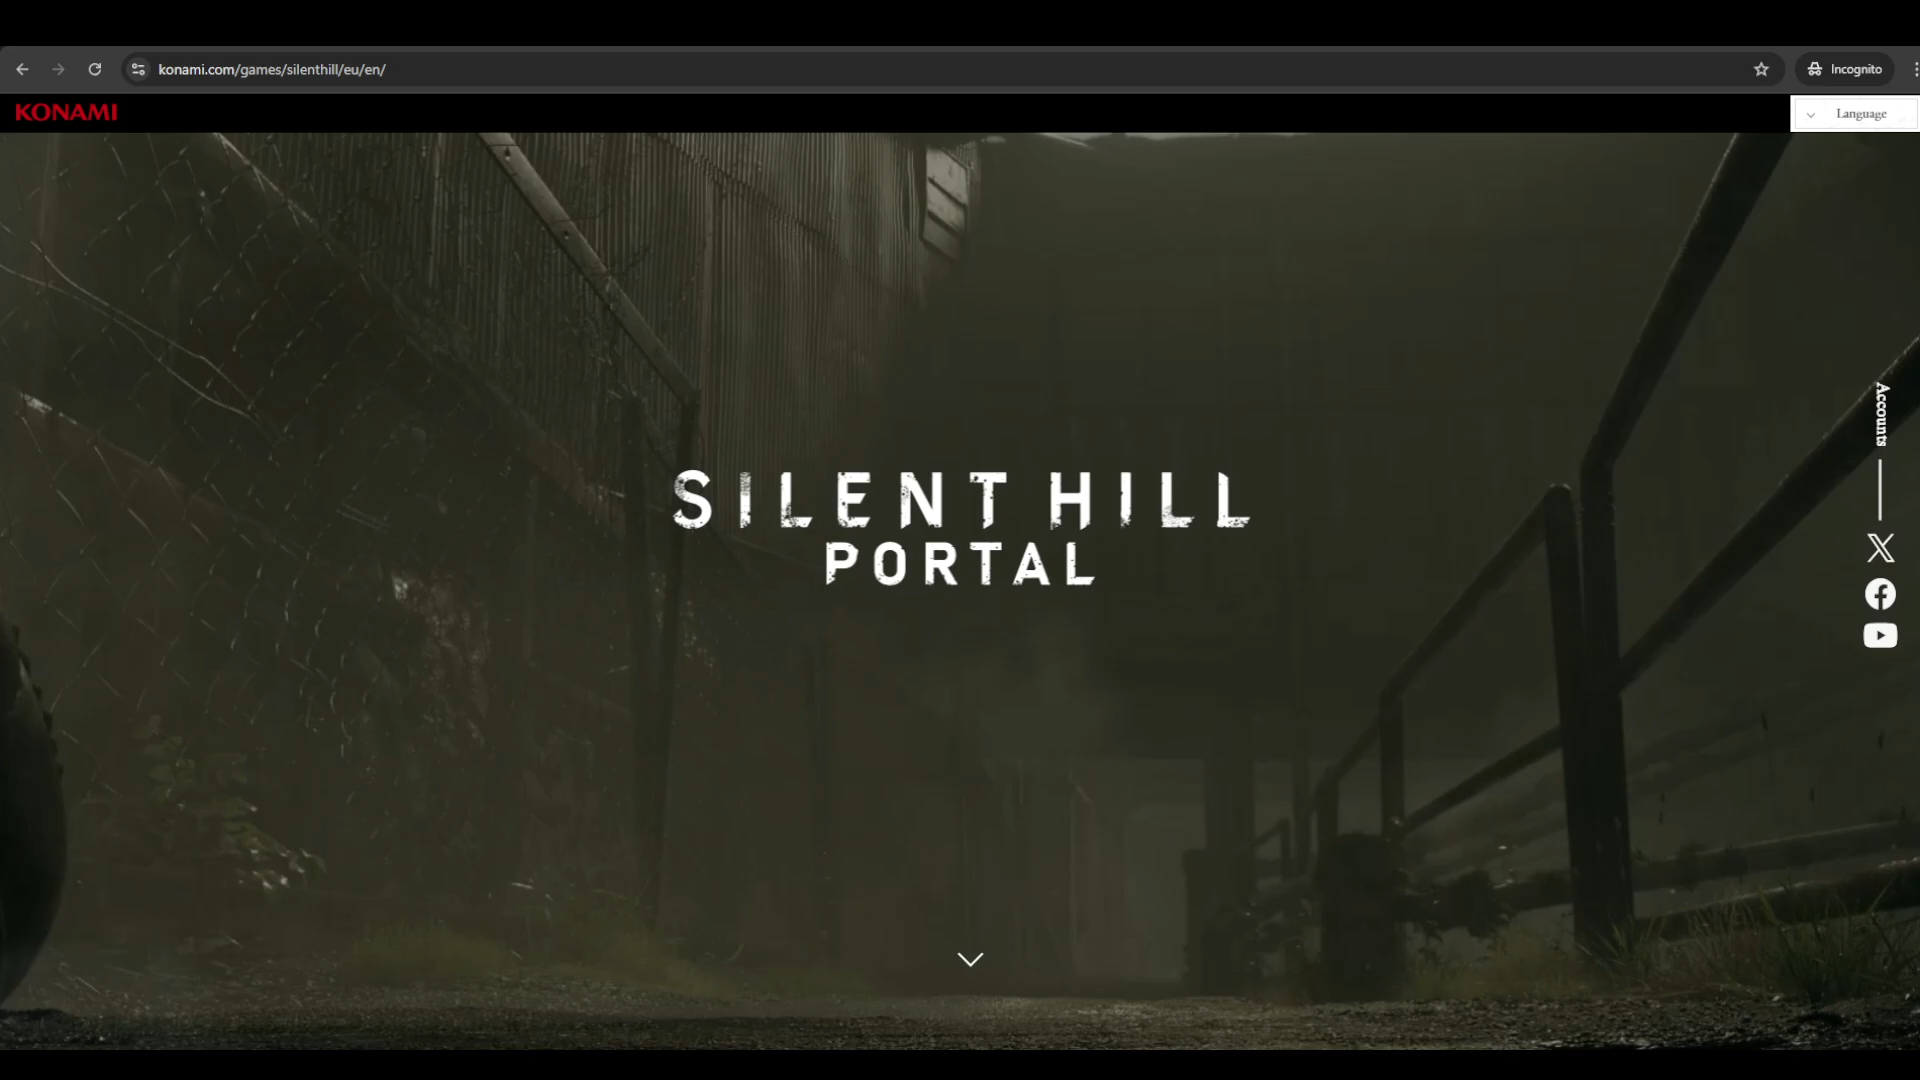 konami.com/games/silenthill/eu/en/
Incognito
KONAMI
Language
Accounts
SILENT HILL
PORTAL